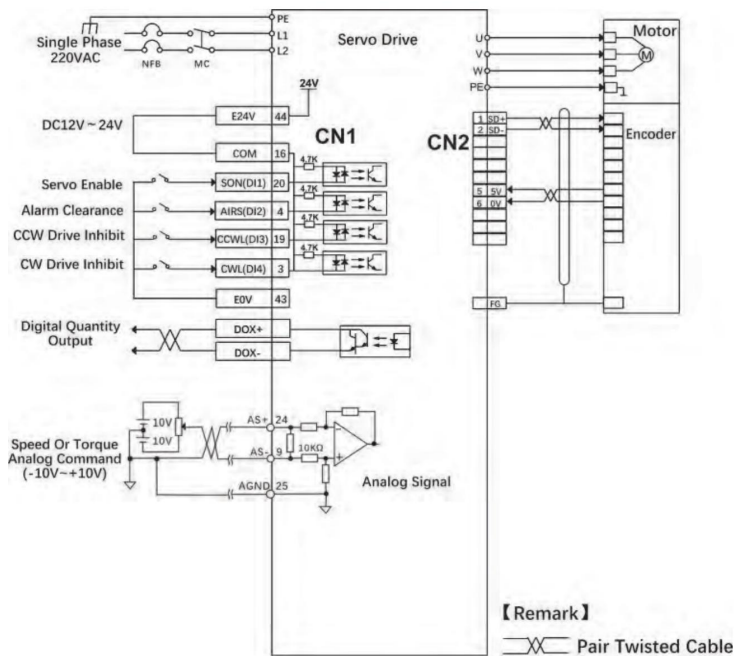 PE
Single Phase
220VAC
L1
L2
NFB
MC
Servo Drive
U
V
W
PE
Motor
M
24V
DC12V~24V
E24V 44
CN1
COM 16
4.7K
Servo Enable
SON(DI1) 20
4.7K
Alarm Clearance
AIRS(DI2) 4
4.7K
CCW Drive Inhibit
CCWL(DI3) 19
4.7K
CW Drive Inhibit
CWL(DI4) 3
E0V 43
CN2
1 SD+
2 SD-
5 5V
6 0V
FG
Encoder
Digital Quantity
Output
DOX+
DOX-
10V
10V
AS+ 24
AS- 9
10KΩ
Speed Or Torque
Analog Command
(-10V~+10V)
AGND 25
Analog Signal
【Remark】
Pair Twisted Cable